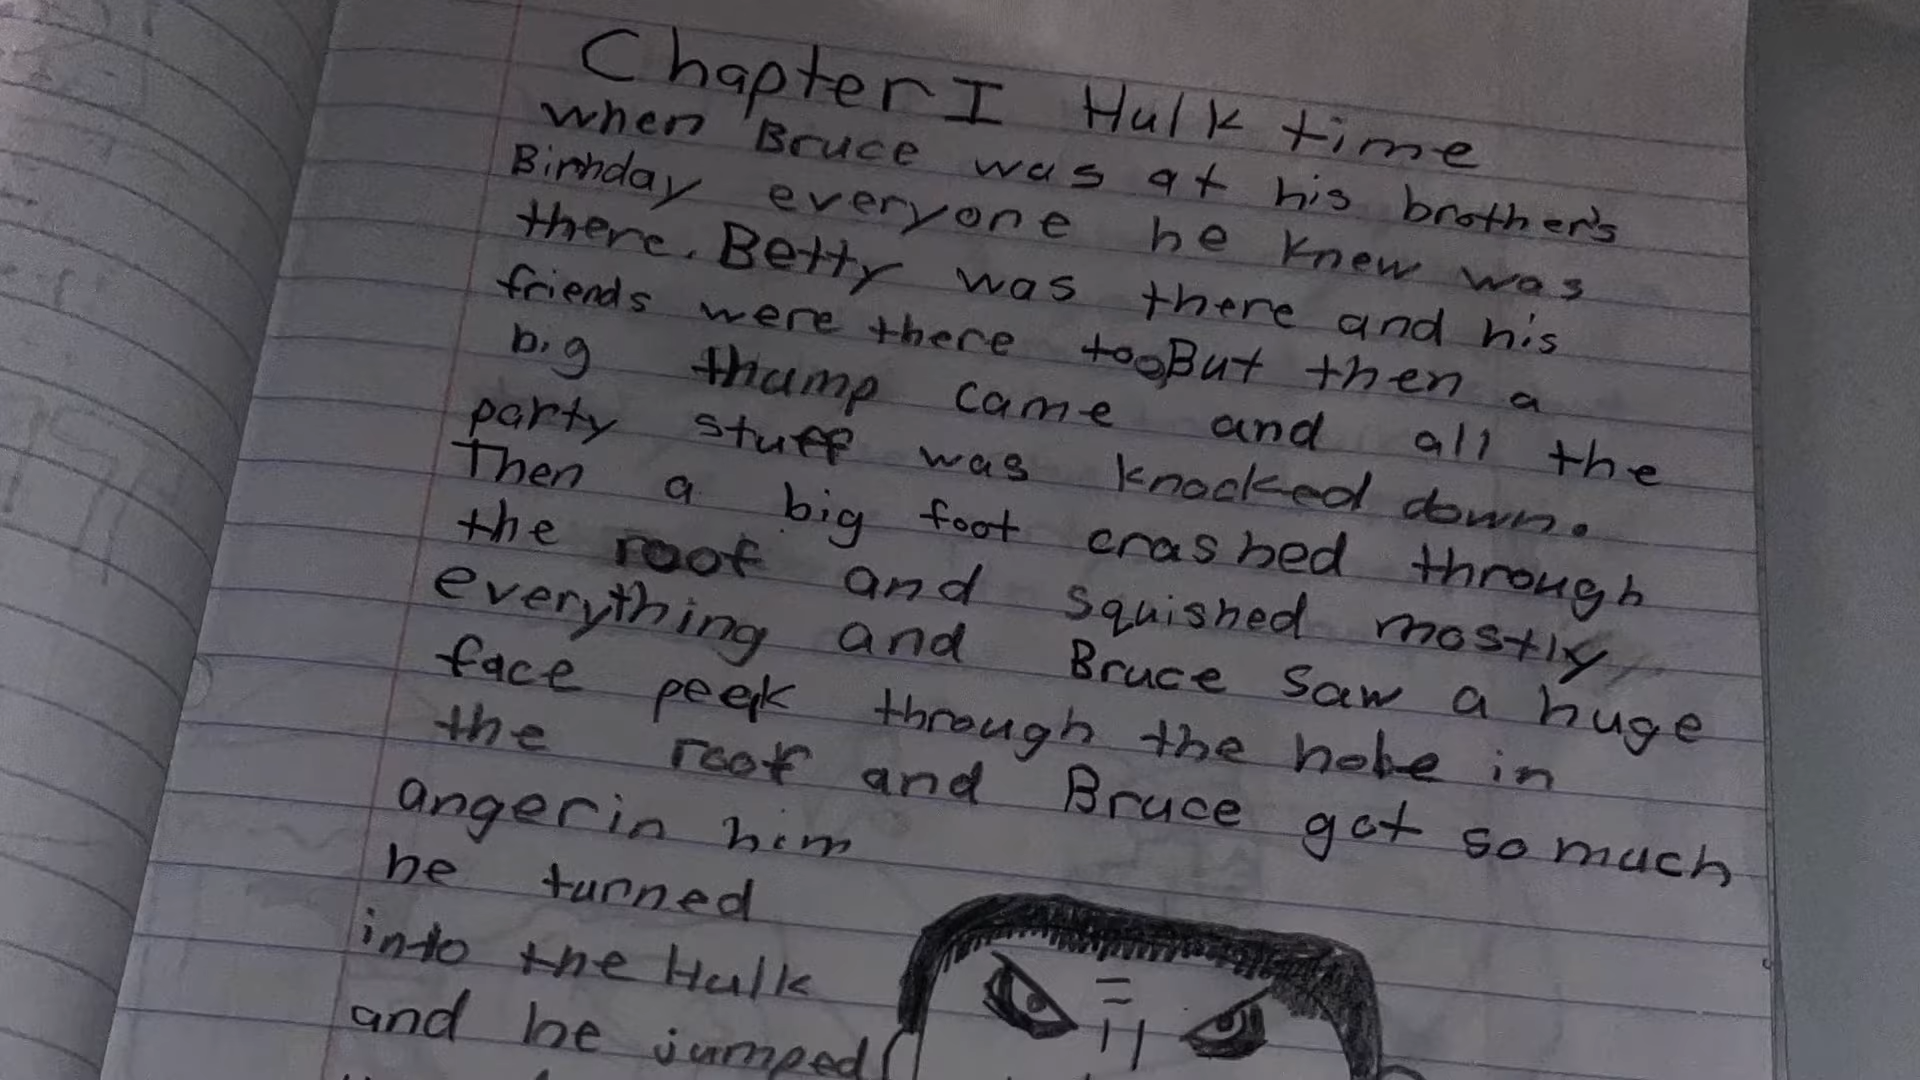 Chapter I Hulk time
when Bruce was at his brother's
Birthday everyone he knew was
there. Betty was there and his
friends were there too. But then a
big thump came and all the
party stuff was knocked down.
Then a big foot crashed through
the roof and squished mostly
everything and Bruce saw a huge
face peek through the hole in
the roof and Bruce got so much
anger in him
he turned
into the Hulk
and he jumped